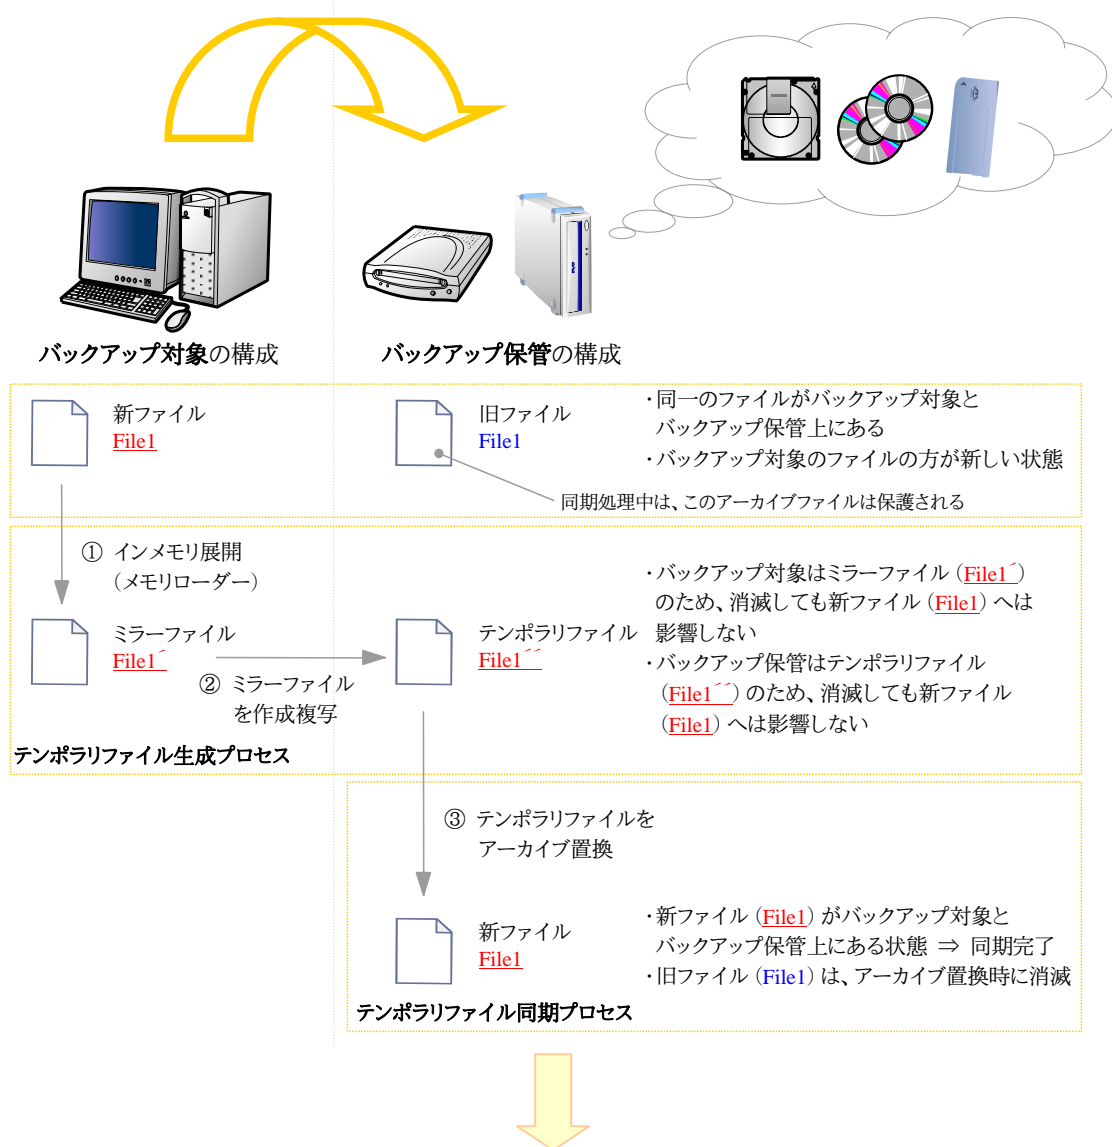 バックアップ対象の構成
バックアップ保管の構成
新ファイル
File1
旧ファイル
File1
・同一のファイルがバックアップ対象と
バックアップ保管上にある
・バックアップ対象のファイルの方が新しい状態
同期処理中は、このアーカイブファイルは保護される
① インメモリ展開
（メモリローダー）
ミラーファイル
File1´
② ミラーファイル
を作成複写
テンポラリファイル
File1´´
・バックアップ対象はミラーファイル（File1´）
のため、消滅しても新ファイル（File1）へは
影響しない
・バックアップ保管はテンポラリファイル
（File1´´）のため、消滅しても新ファイル
（File1）へは影響しない
テンポラリファイル生成プロセス
③ テンポラリファイルを
アーカイブ置換
新ファイル
File1
・新ファイル（File1）がバックアップ対象と
バックアップ保管上にある状態 ⇒ 同期完了
・旧ファイル（File1）は、アーカイブ置換時に消滅
テンポラリファイル同期プロセス